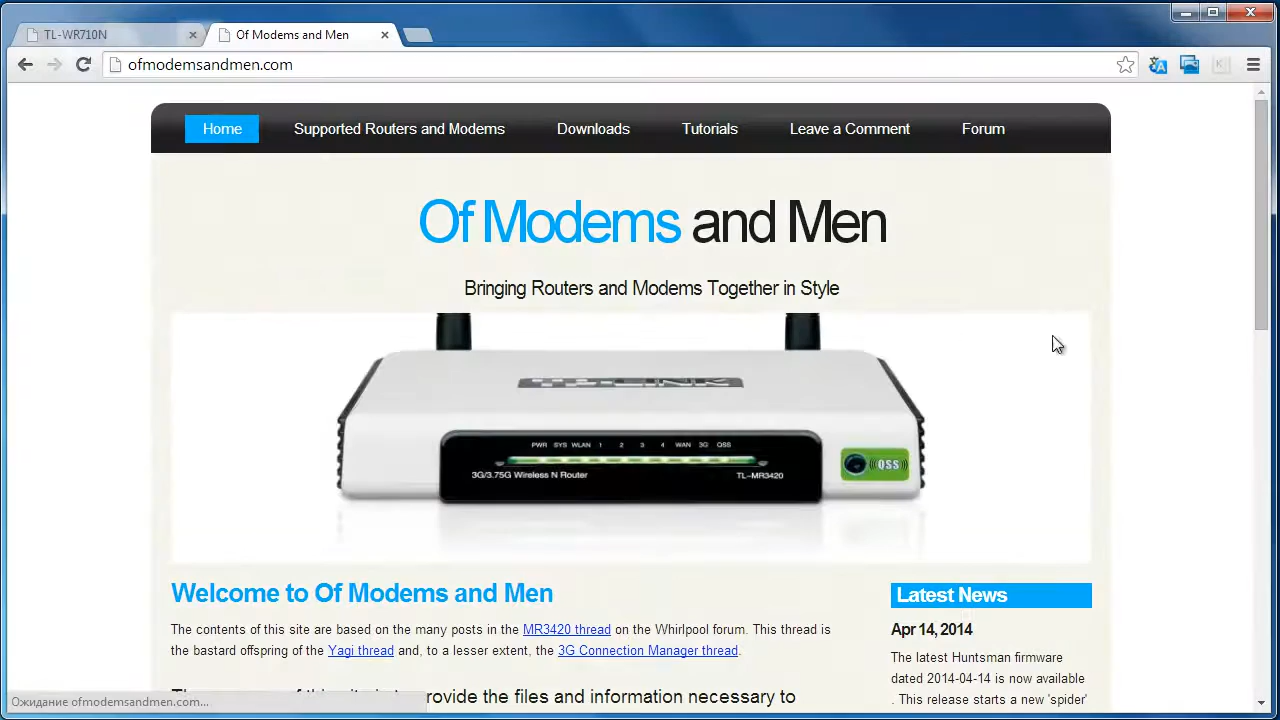 TL-WR710N
Of Modems and Men
ofmodemsandmen.com
Home
Supported Routers and Modems
Downloads
Tutorials
Leave a Comment
Forum
Of Modems and Men
Bringing Routers and Modems Together in Style
TP-LINK
PWR SYS WLAN 1 2 3 4 WAN 3G QSS
3G/3.75G Wireless N Router
TL-MR3420
QSS
Welcome to Of Modems and Men
The contents of this site are based on the many posts in the MR3420 thread on the Whirlpool forum. This thread is
the bastard offspring of the Yagi thread and, to a lesser extent, the 3G Connection Manager thread.
Latest News
Apr 14, 2014
The latest Huntsman firmware
dated 2014-04-14 is now available
. This release starts a new 'spider'
provide the files and information necessary to
Ожидание ofmodemsandmen.com...